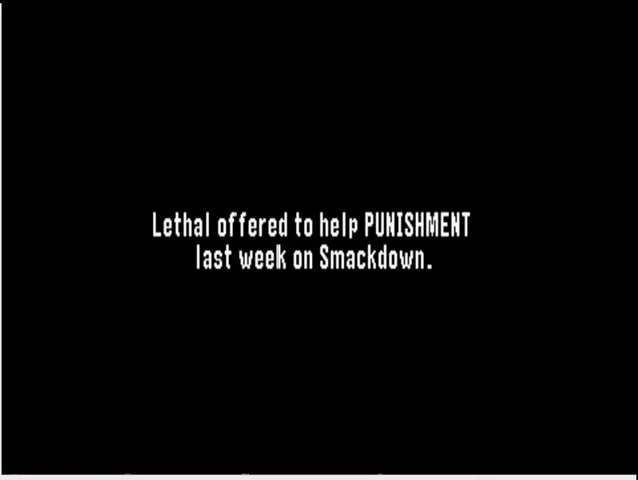 Lethal offered to help PUNISHMENT
last week on Smackdown.